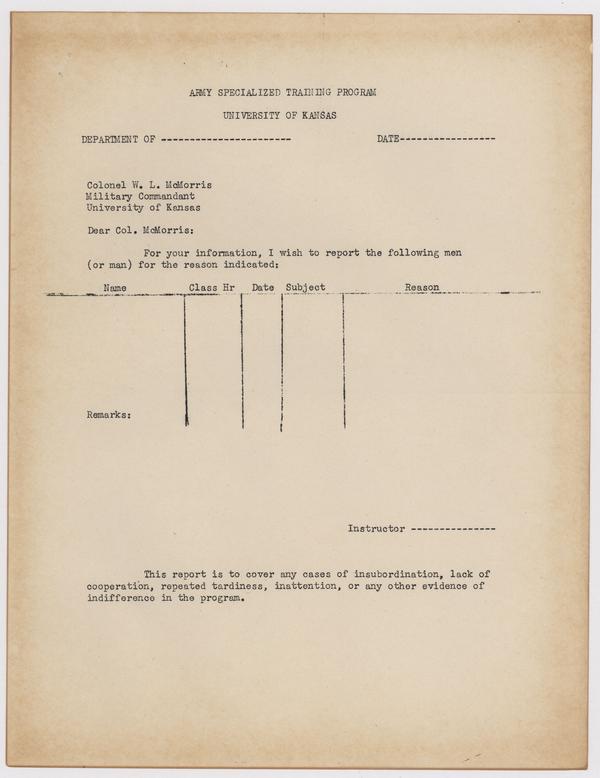 ARMY SPECIALIZED TRAINING PROGRAM
UNIVERSITY OF KANSAS
DEPARTMENT OF ----------------------- DATE-----------------
Colonel W. L. McMorris
Military Commandant
University of Kansas
Dear Col. McMorris:
For your information, I wish to report the following men
(or man) for the reason indicated:
Name Class Hr Date Subject Reason
Remarks:
Instructor ---------------
This report is to cover any cases of insubordination, lack of
cooperation, repeated tardiness, inattention, or any other evidence of
indifference in the program.